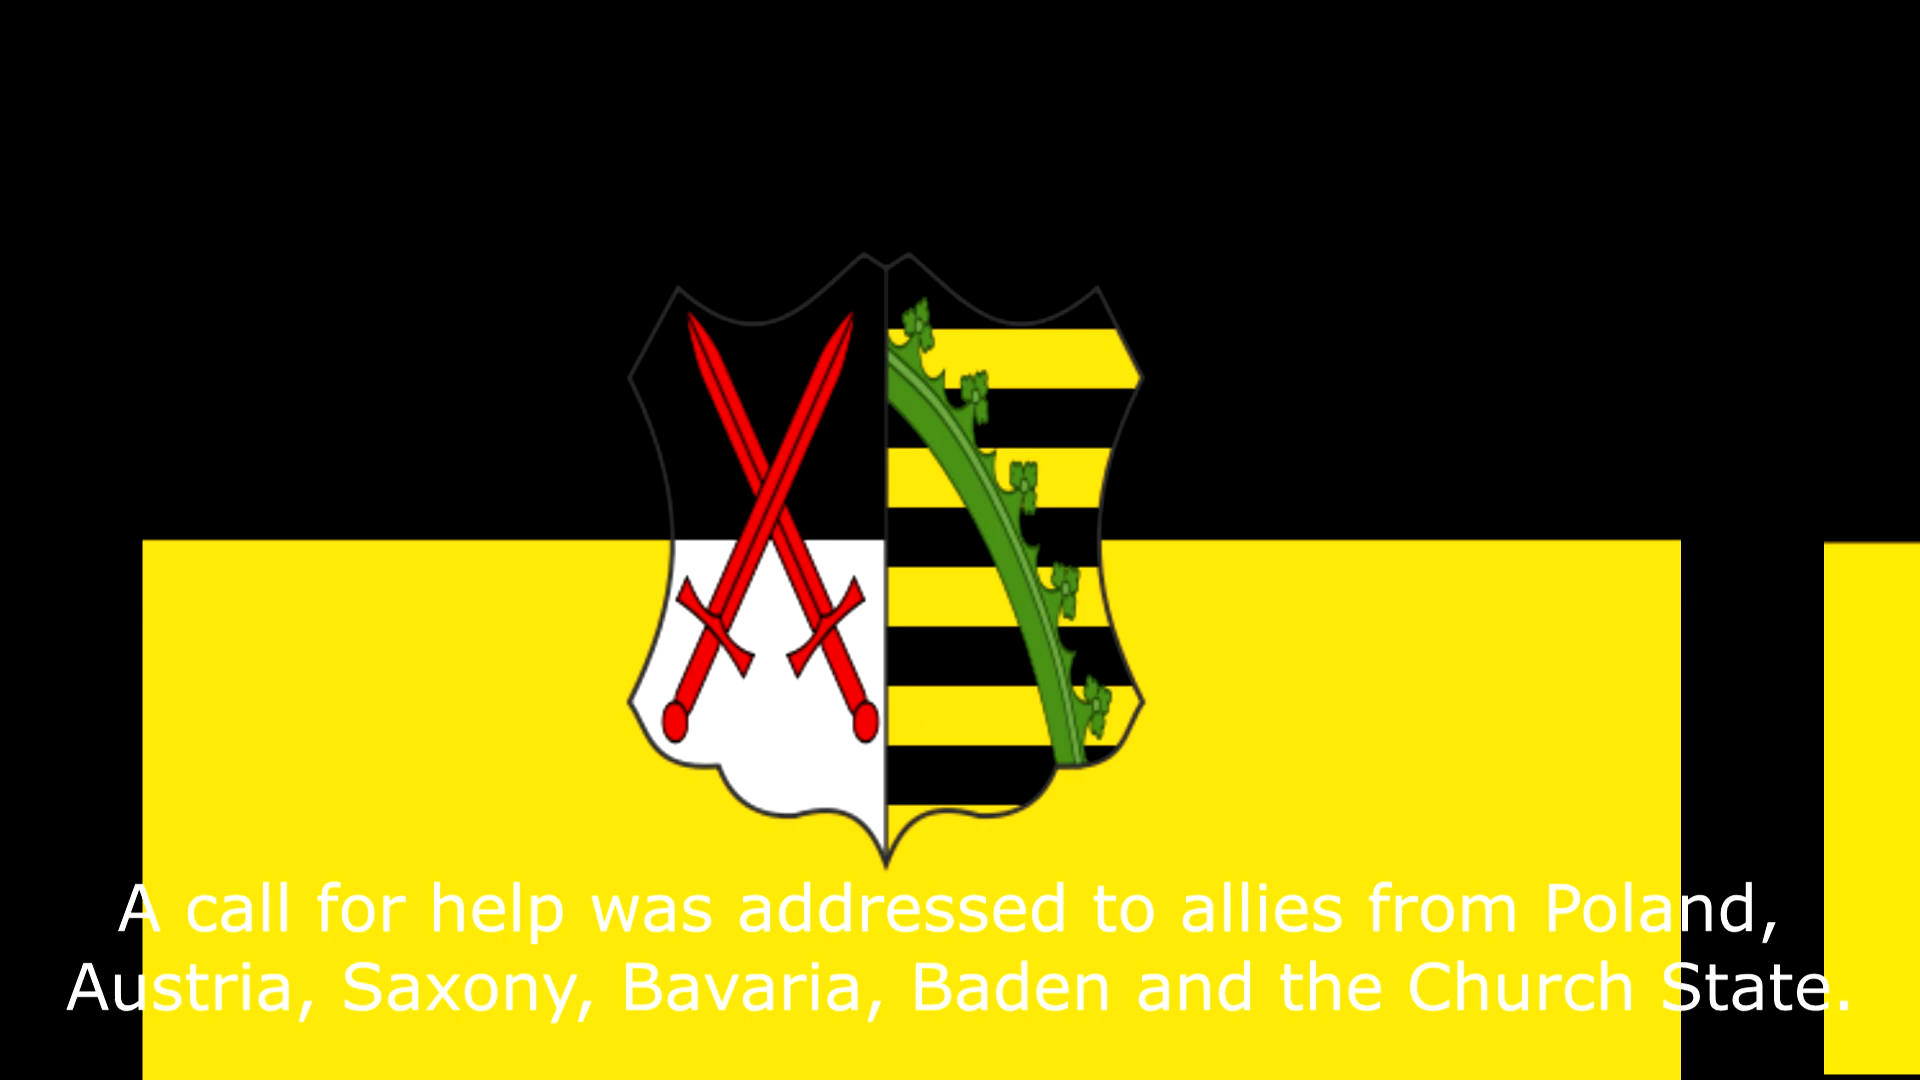 A call for help was addressed to allies from Poland,
Austria, Saxony, Bavaria, Baden and the Church State.